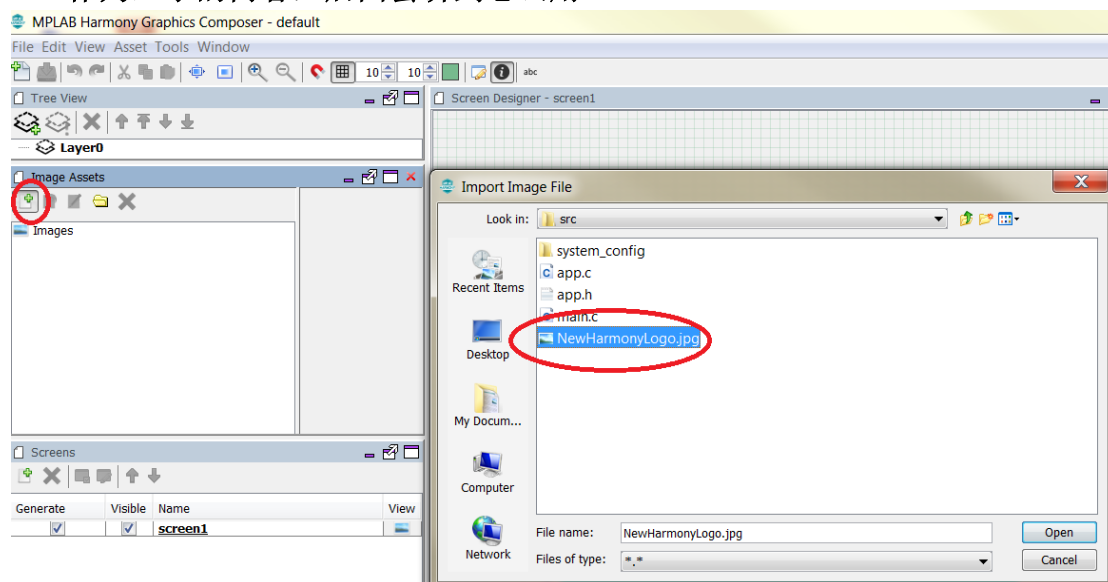 MPLAB Harmony Graphics Composer - default
File Edit View Asset Tools Window
10 10 abc
Tree View
Screen Designer - screen1
Layer0
Image Assets
Images
Import Image File
Look in: src
system_config
app.c
app.h
main.c
NewHarmonyLogo.jpg
Recent Items
Desktop
My Docum...
Computer
Network
File name: NewHarmonyLogo.jpg Open
Files of type: *.* Cancel
Screens
Generate Visible Name View
screen1